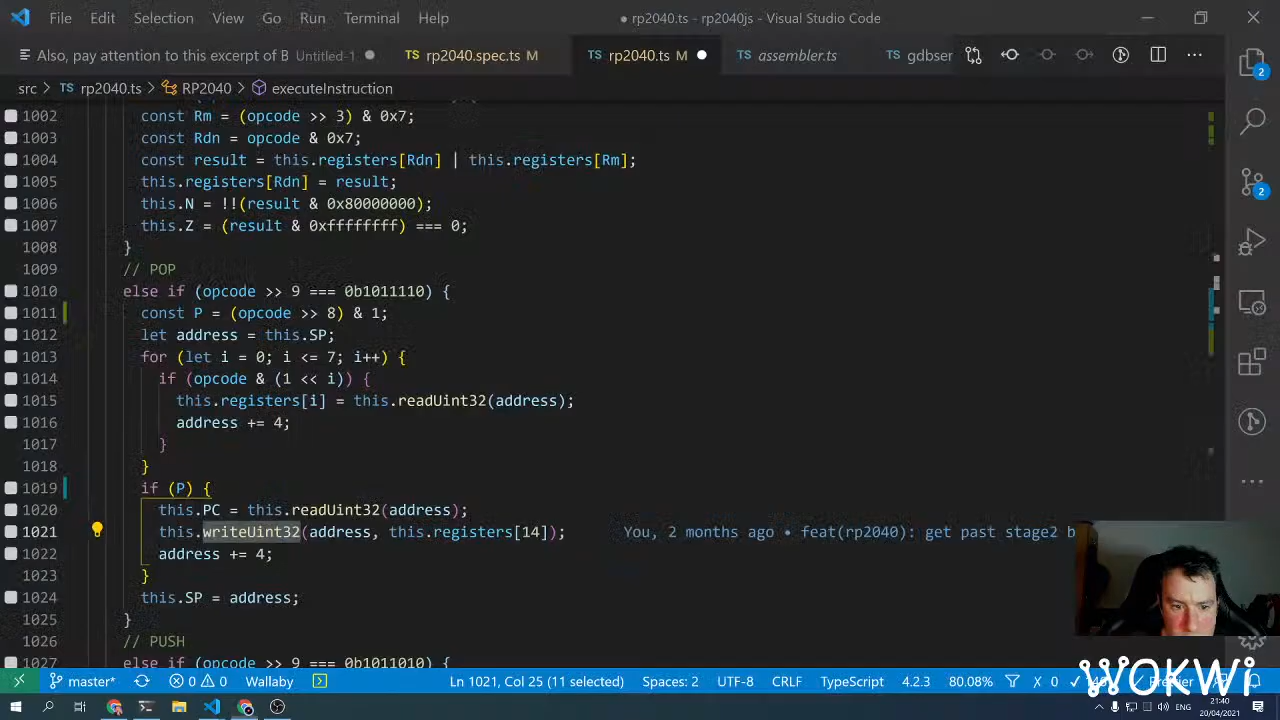 File Edit Selection View Go Run Terminal Help
● rp2040.ts - rp2040js - Visual Studio Code
Also, pay attention to this excerpt of B Untitled-1 ●
TS rp2040.spec.ts M
TS rp2040.ts M ●
TS assembler.ts
TS gdbser
src > TS rp2040.ts > RP2040 > executeInstruction
1002 const Rm = (opcode >> 3) & 0x7;
1003 const Rdn = opcode & 0x7;
1004 const result = this.registers[Rdn] | this.registers[Rm];
1005 this.registers[Rdn] = result;
1006 this.N = !!(result & 0x80000000);
1007 this.Z = (result & 0xffffffff) === 0;
1008 }
1009 // POP
1010 else if (opcode >> 9 === 0b1011110) {
1011 const P = (opcode >> 8) & 1;
1012 let address = this.SP;
1013 for (let i = 0; i <= 7; i++) {
1014 if (opcode & (1 << i)) {
1015 this.registers[i] = this.readUint32(address);
1016 address += 4;
1017 }
1018 }
1019 if (P) {
1020 this.PC = this.readUint32(address);
1021 this.writeUint32(address, this.registers[14]); You, 2 months ago • feat(rp2040): get past stage2 b
1022 address += 4;
1023 }
1024 this.SP = address;
1025 }
1026 // PUSH
1027 else if (opcode >> 9 === 0b1011010) {
2
2
WOKWi
master* 0 0 Wallaby Ln 1021, Col 25 (11 selected) Spaces: 2 UTF-8 CRLF TypeScript 4.2.3 80.08% X 0
ENG 21:40
20/04/2021